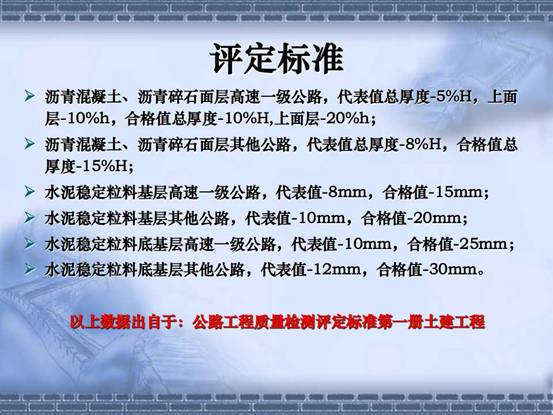 评定标准
沥青混凝土、沥青碎石面层高速一级公路，代表值总厚度-5%H，上面
层-10%h，合格值总厚度-10%H,上面层-20%h；
沥青混凝土、沥青碎石面层其他公路，代表值总厚度-8%H，合格值总
厚度-15%H；
水泥稳定粒料基层高速一级公路，代表值-8mm，合格值-15mm；
水泥稳定粒料基层其他公路，代表值-10mm，合格值-20mm；
水泥稳定粒料底基层高速一级公路，代表值-10mm，合格值-25mm；
水泥稳定粒料底基层其他公路，代表值-12mm，合格值-30mm。
以上数据出自于：公路工程质量检测评定标准第一册土建工程